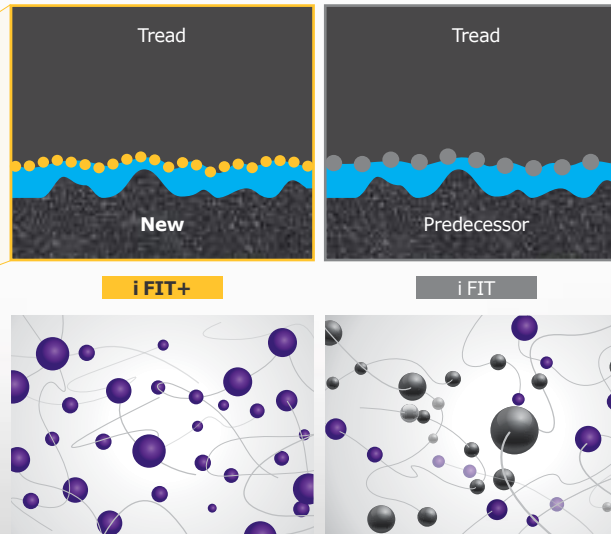 Tread
Tread
New
Predecessor
i FIT+
i FIT